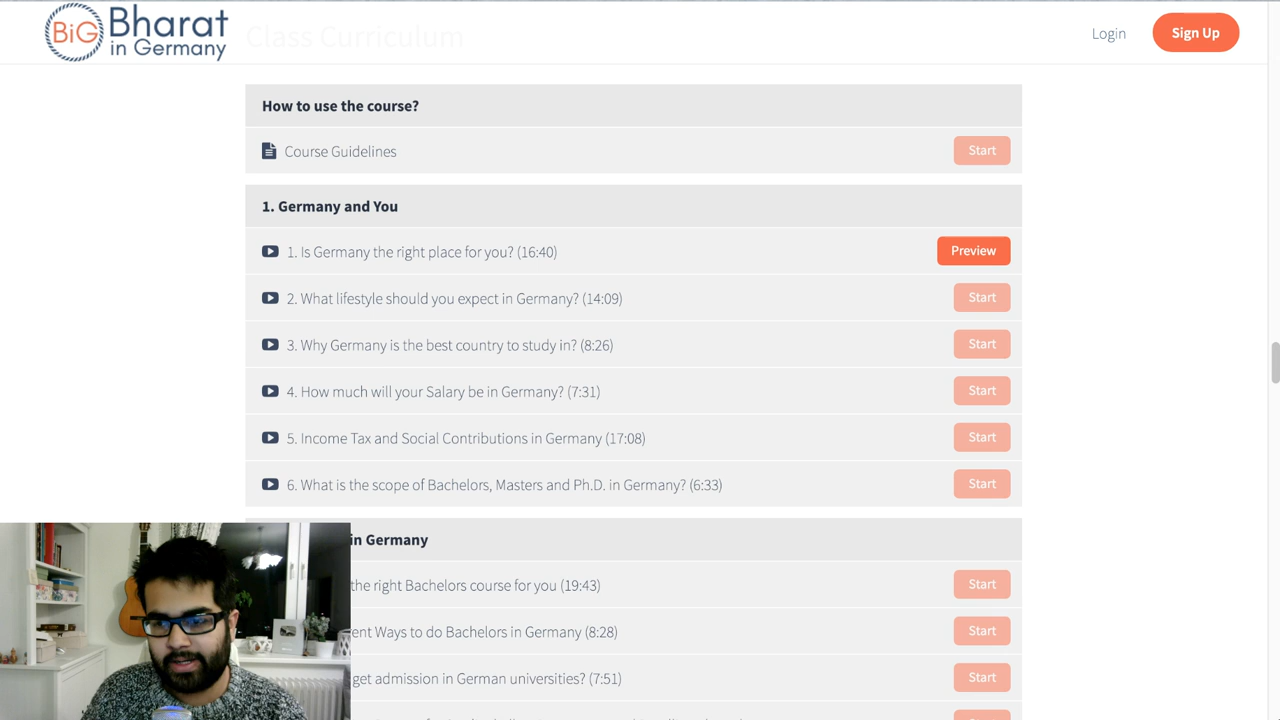 BiG Bharat
in Germany
Class Curriculum
Login
Sign Up
How to use the course?
Course Guidelines
Start
1. Germany and You
1. Is Germany the right place for you? (16:40)
Preview
2. What lifestyle should you expect in Germany? (14:09)
Start
3. Why Germany is the best country to study in? (8:26)
Start
4. How much will your Salary be in Germany? (7:31)
Start
5. Income Tax and Social Contributions in Germany (17:08)
Start
6. What is the scope of Bachelors, Masters and Ph.D. in Germany? (6:33)
Start
in Germany
the right Bachelors course for you (19:43)
Start
Ways to do Bachelors in Germany (8:28)
Start
get admission in German universities? (7:51)
Start